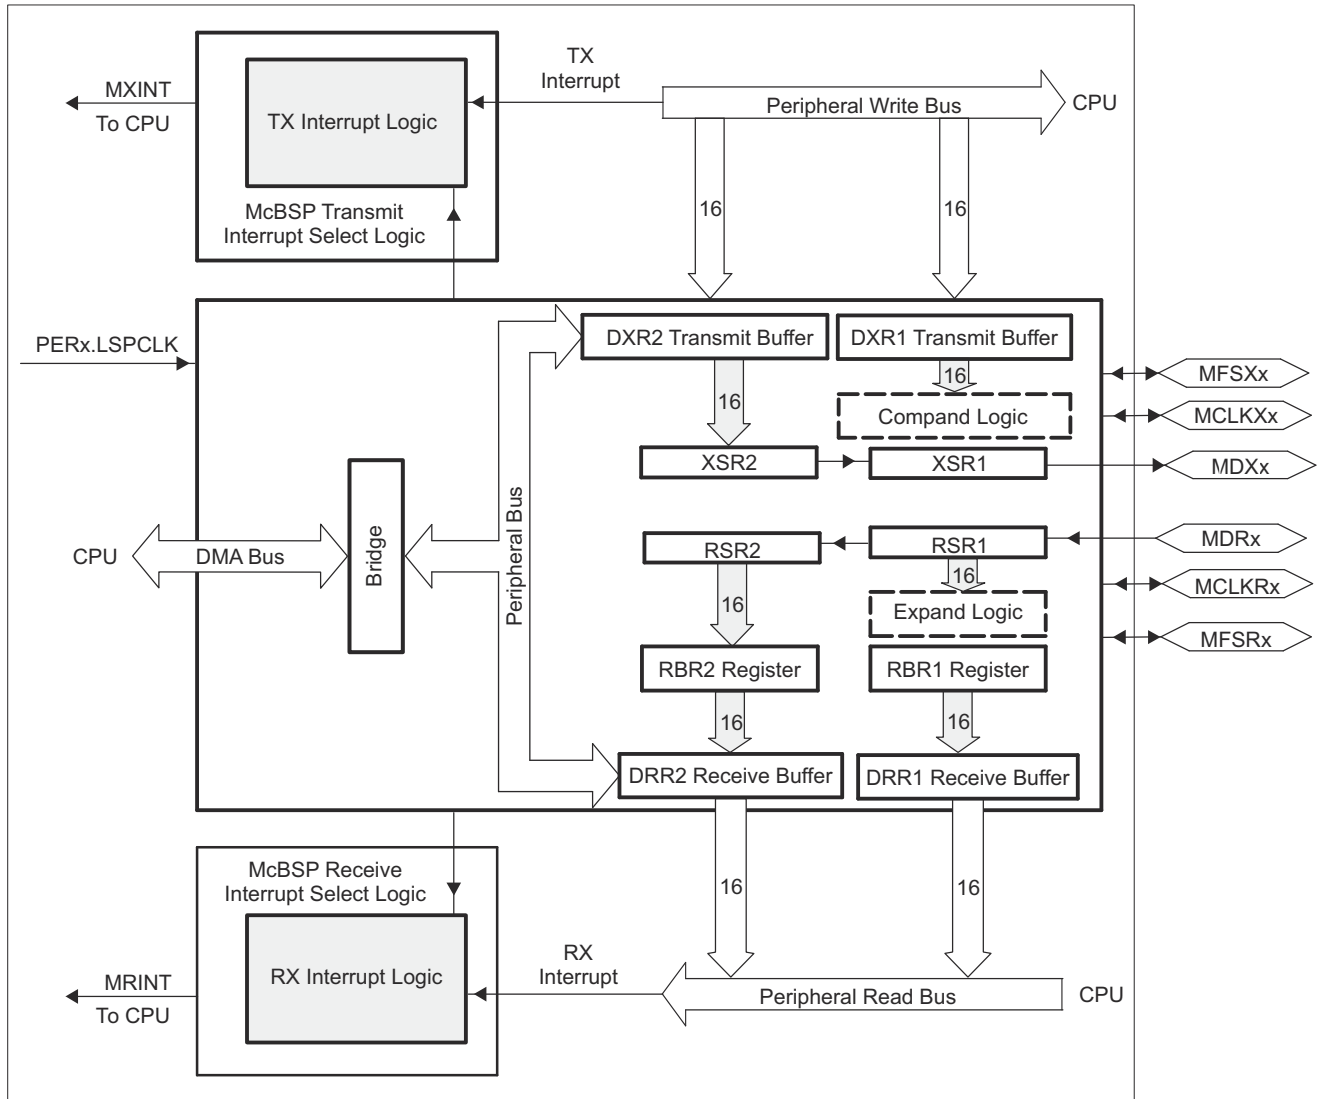 TX
Interrupt
MXINT
To CPU
TX Interrupt Logic
Peripheral Write Bus
CPU
McBSP Transmit
Interrupt Select Logic
16
16
PERx.LSPCLK
DXR2 Transmit Buffer
DXR1 Transmit Buffer
MFSXx
16
16
Compand Logic
MCLKXx
XSR2
XSR1
MDXx
Peripheral Bus
CPU
DMA Bus
Bridge
RSR2
RSR1
MDRx
16
16
Expand Logic
MCLKRx
MFSRx
RBR2 Register
RBR1 Register
16
16
DRR2 Receive Buffer
DRR1 Receive Buffer
McBSP Receive
Interrupt Select Logic
16
16
RX
Interrupt
MRINT
To CPU
RX Interrupt Logic
Peripheral Read Bus
CPU